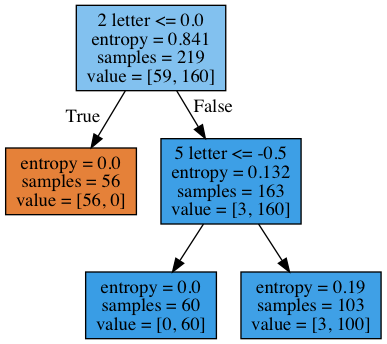 2 letter <= 0.0
entropy = 0.841
samples = 219
value = [59, 160]
True
False
entropy = 0.0
samples = 56
value = [56, 0]
5 letter <= -0.5
entropy = 0.132
samples = 163
value = [3, 160]
entropy = 0.0
samples = 60
value = [0, 60]
entropy = 0.19
samples = 103
value = [3, 100]